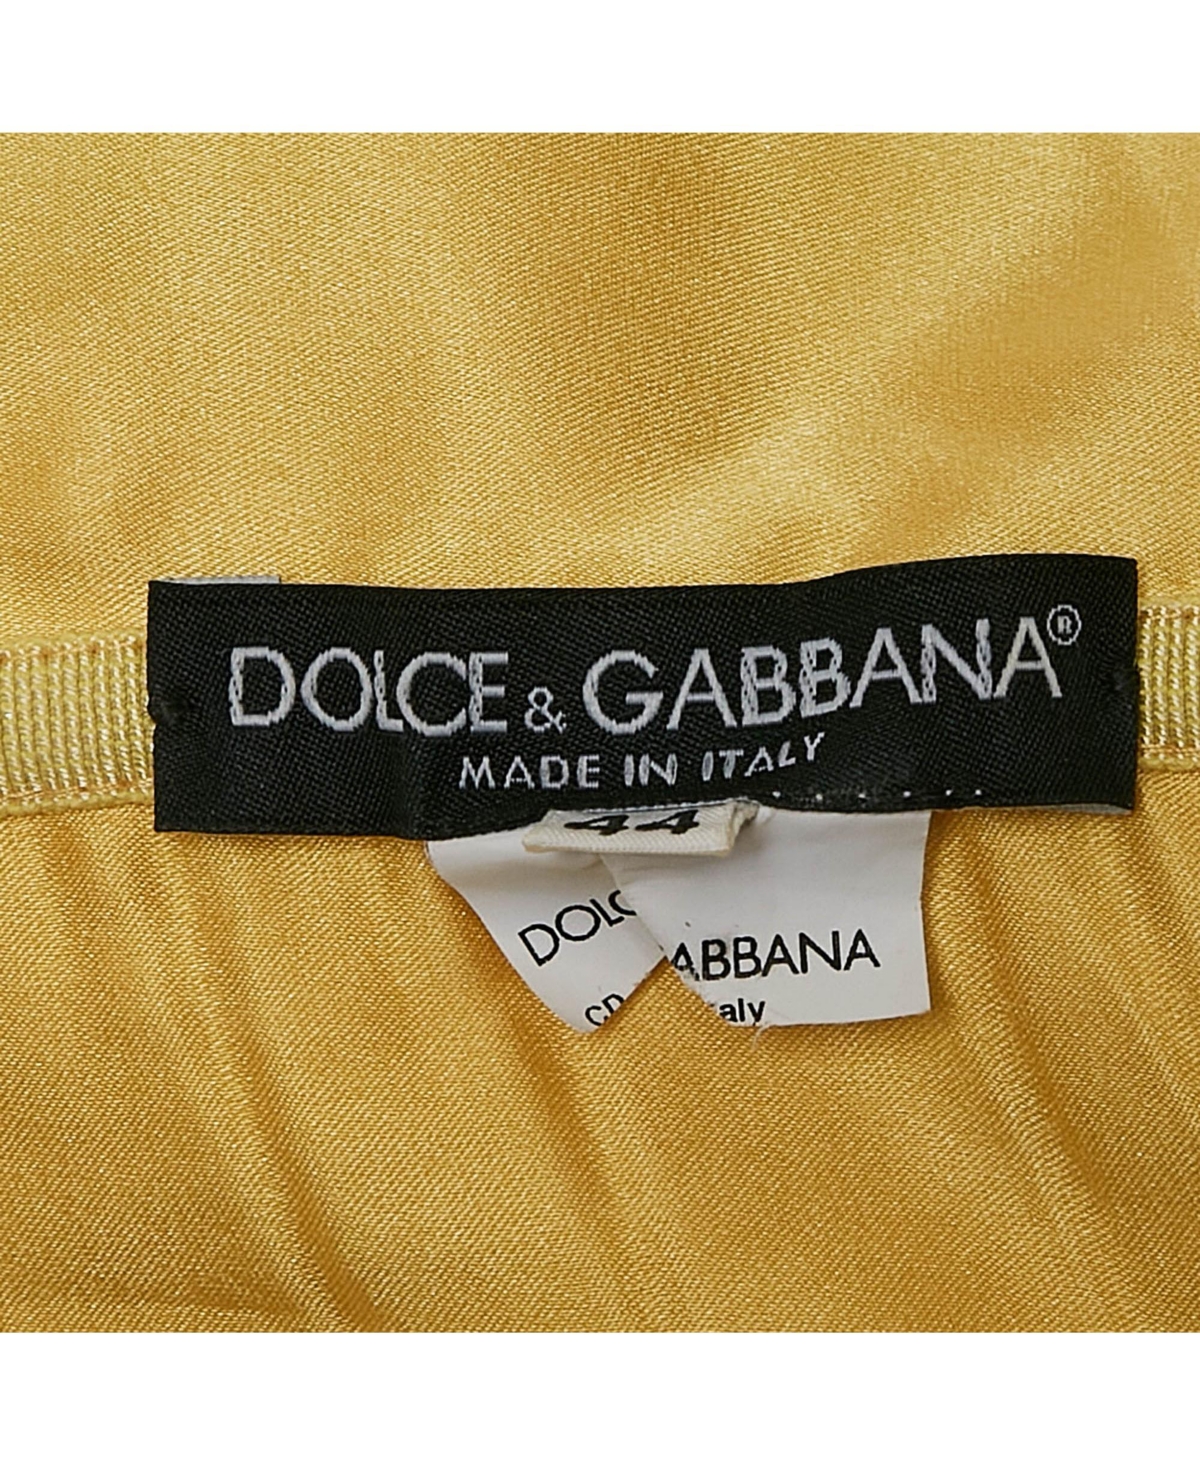 DOLCE & GABBANA®
MADE IN ITALY
44
DOLC ABBANA
CD aly